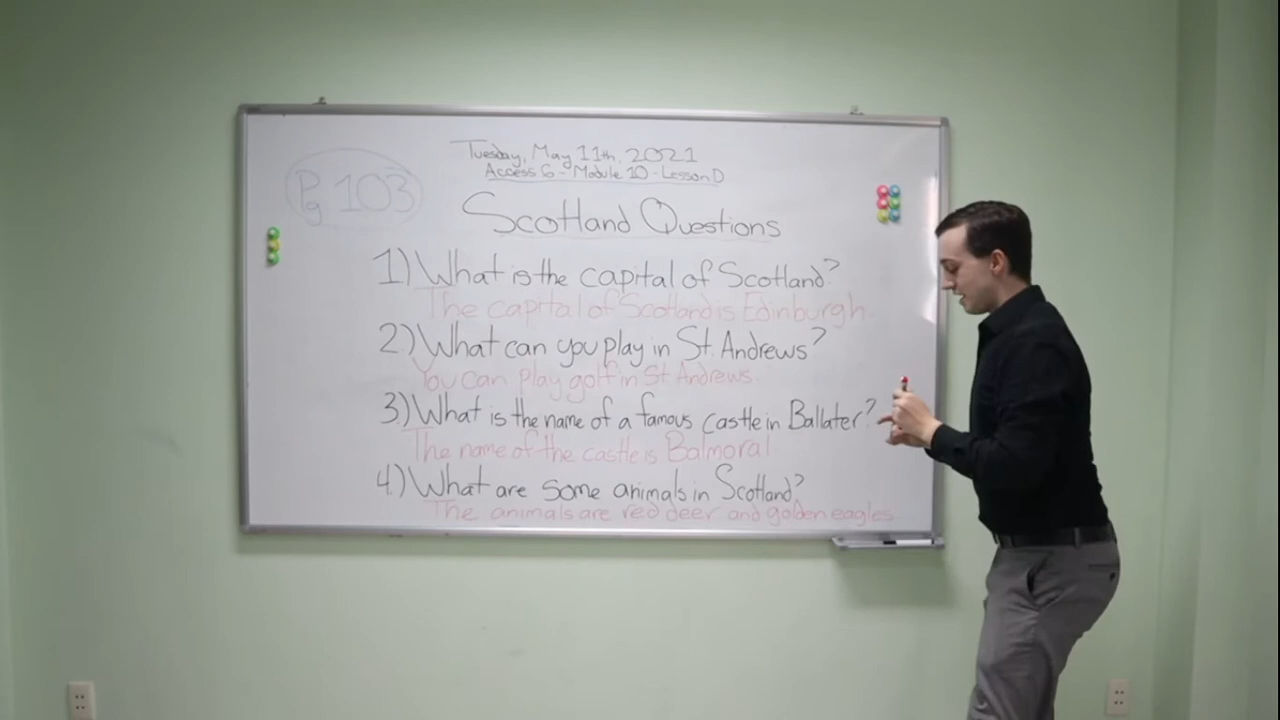 Pg 103
Tuesday, May 11th, 2021
Access 6 - Module 10 - Lesson D
Scotland Questions
1) What is the capital of Scotland?
The capital of Scotland is Edinburgh.
2.) What can you play in St. Andrews?
You can play golf in St Andrews.
3.) What is the name of a famous castle in Ballater?
The name of the castle is Balmoral
4.) What are some animals in Scotland?
The animals are red deer and golden eagles